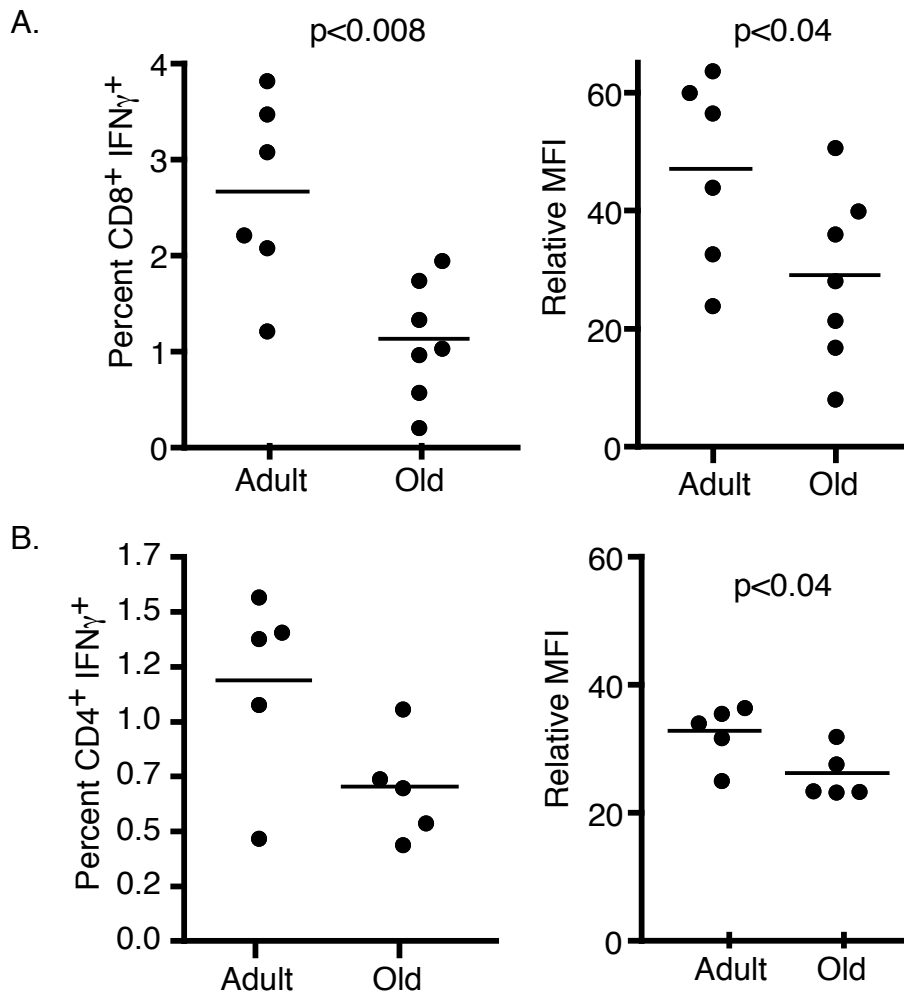 A.
p<0.008
Percent CD8+ IFNγ+
4
3
2
1
0
Adult Old
p<0.04
Relative MFI
60
40
20
0
Adult Old
B.
Percent CD4+ IFNγ+
1.7
1.5
1.2
1.0
0.7
0.5
0.2
0.0
Adult Old
p<0.04
Relative MFI
60
40
20
0
Adult Old